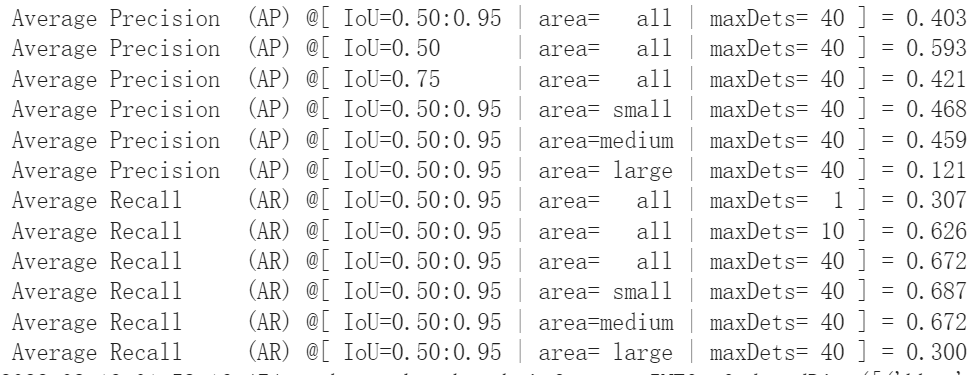 Average Precision (AP) @[ IoU=0.50:0.95 | area= all | maxDets= 40 ] = 0.403
Average Precision (AP) @[ IoU=0.50 | area= all | maxDets= 40 ] = 0.593
Average Precision (AP) @[ IoU=0.75 | area= all | maxDets= 40 ] = 0.421
Average Precision (AP) @[ IoU=0.50:0.95 | area= small | maxDets= 40 ] = 0.468
Average Precision (AP) @[ IoU=0.50:0.95 | area=medium | maxDets= 40 ] = 0.459
Average Precision (AP) @[ IoU=0.50:0.95 | area= large | maxDets= 40 ] = 0.121
Average Recall (AR) @[ IoU=0.50:0.95 | area= all | maxDets= 1 ] = 0.307
Average Recall (AR) @[ IoU=0.50:0.95 | area= all | maxDets= 10 ] = 0.626
Average Recall (AR) @[ IoU=0.50:0.95 | area= all | maxDets= 40 ] = 0.672
Average Recall (AR) @[ IoU=0.50:0.95 | area= small | maxDets= 40 ] = 0.687
Average Recall (AR) @[ IoU=0.50:0.95 | area=medium | maxDets= 40 ] = 0.672
Average Recall (AR) @[ IoU=0.50:0.95 | area= large | maxDets= 40 ] = 0.300